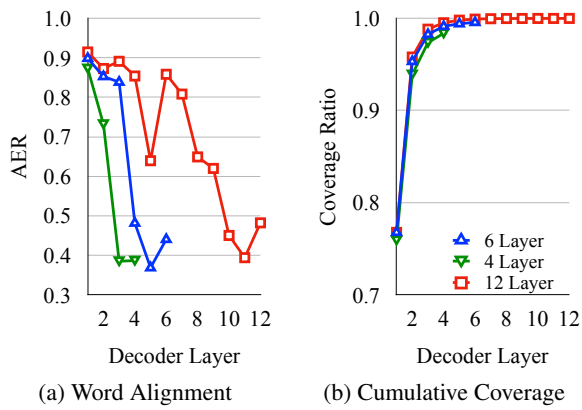 1.0
0.9
0.8
0.7
0.6
0.5
0.4
0.3
AER
2 4 6 8 10 12
Decoder Layer
(a) Word Alignment
1.0
0.9
0.8
0.7
Coverage Ratio
6 Layer
4 Layer
12 Layer
2 4 6 8 10 12
Decoder Layer
(b) Cumulative Coverage